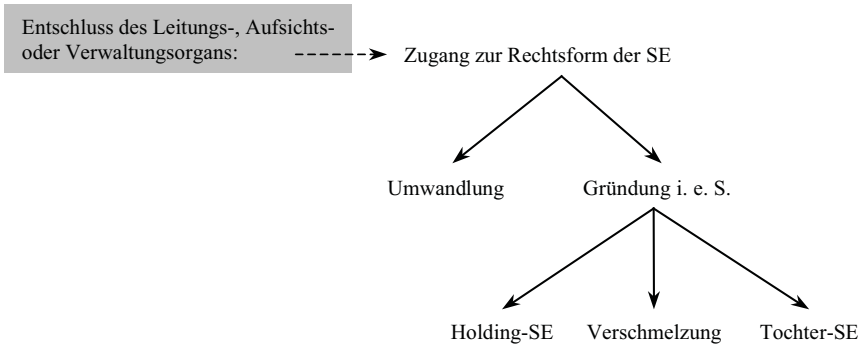 Entschluss des Leitungs-, Aufsichts-
oder Verwaltungsorgans:
Zugang zur Rechtsform der SE
Umwandlung
Gründung i. e. S.
Holding-SE
Verschmelzung
Tochter-SE